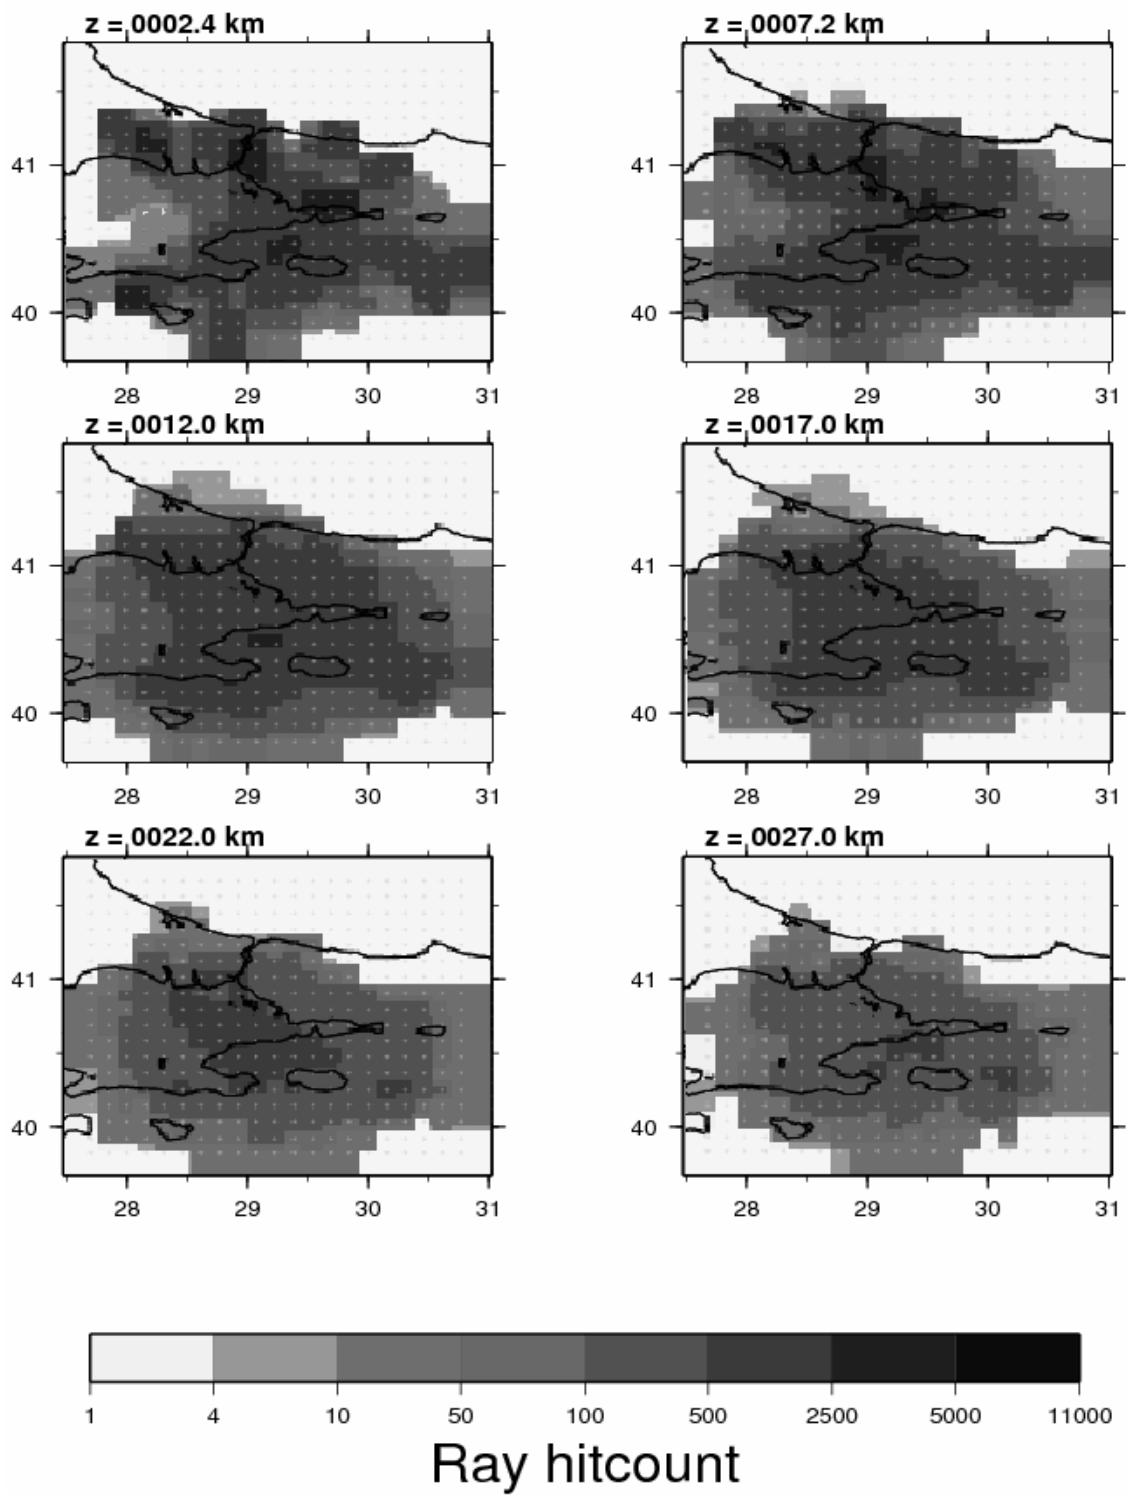 z = 0002.4 km
z = 0007.2 km
41
41
40
40
28 29 30 31
28 29 30 31
z = 0012.0 km
z = 0017.0 km
41
41
40
40
28 29 30 31
28 29 30 31
z = 0022.0 km
z = 0027.0 km
41
41
40
40
28 29 30 31
28 29 30 31
1 4 10 50 100 500 2500 5000 11000
Ray hitcount